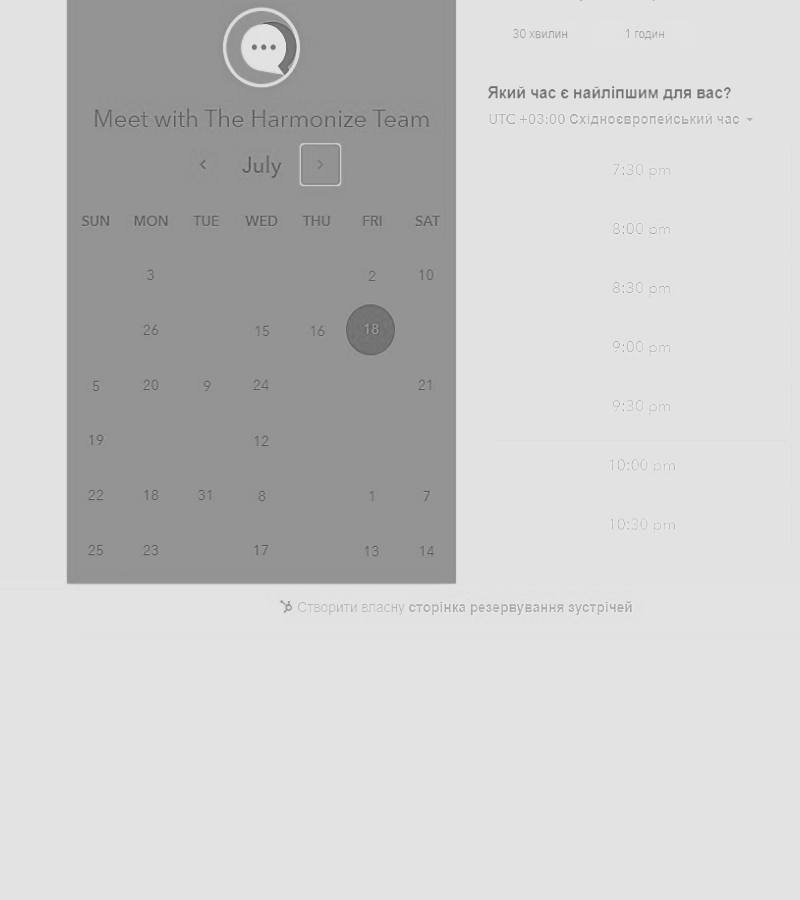 30 хвилин 1 годин
Meet with The Harmonize Team
July
SUN MON TUE WED THU FRI SAT
3 2 10
26 15 16 18
5 20 9 24 21
19 12
22 18 31 8 1 7
25 23 17 13 14
Який час є найліпшим для вас?
UTC +03:00 Східноєвропейський час
7:30 pm
8:00 pm
8:30 pm
9:00 pm
9:30 pm
10:00 pm
10:30 pm
Створити власну сторінка резервування зустрічей